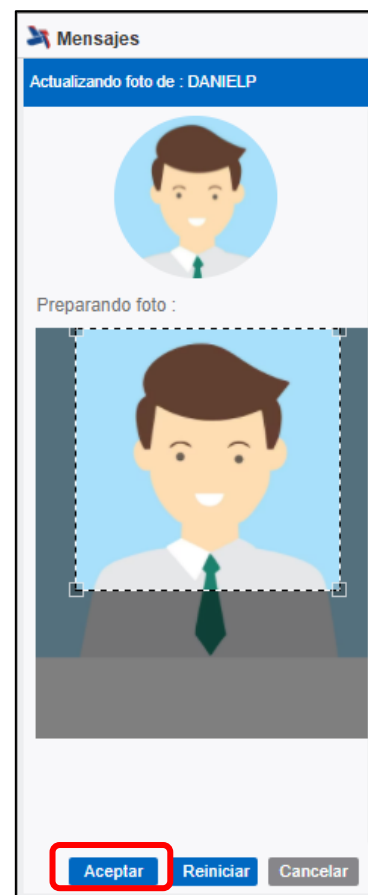 Mensajes
Actualizando foto de : DANIELP
Preparando foto :
Aceptar Reiniciar Cancelar